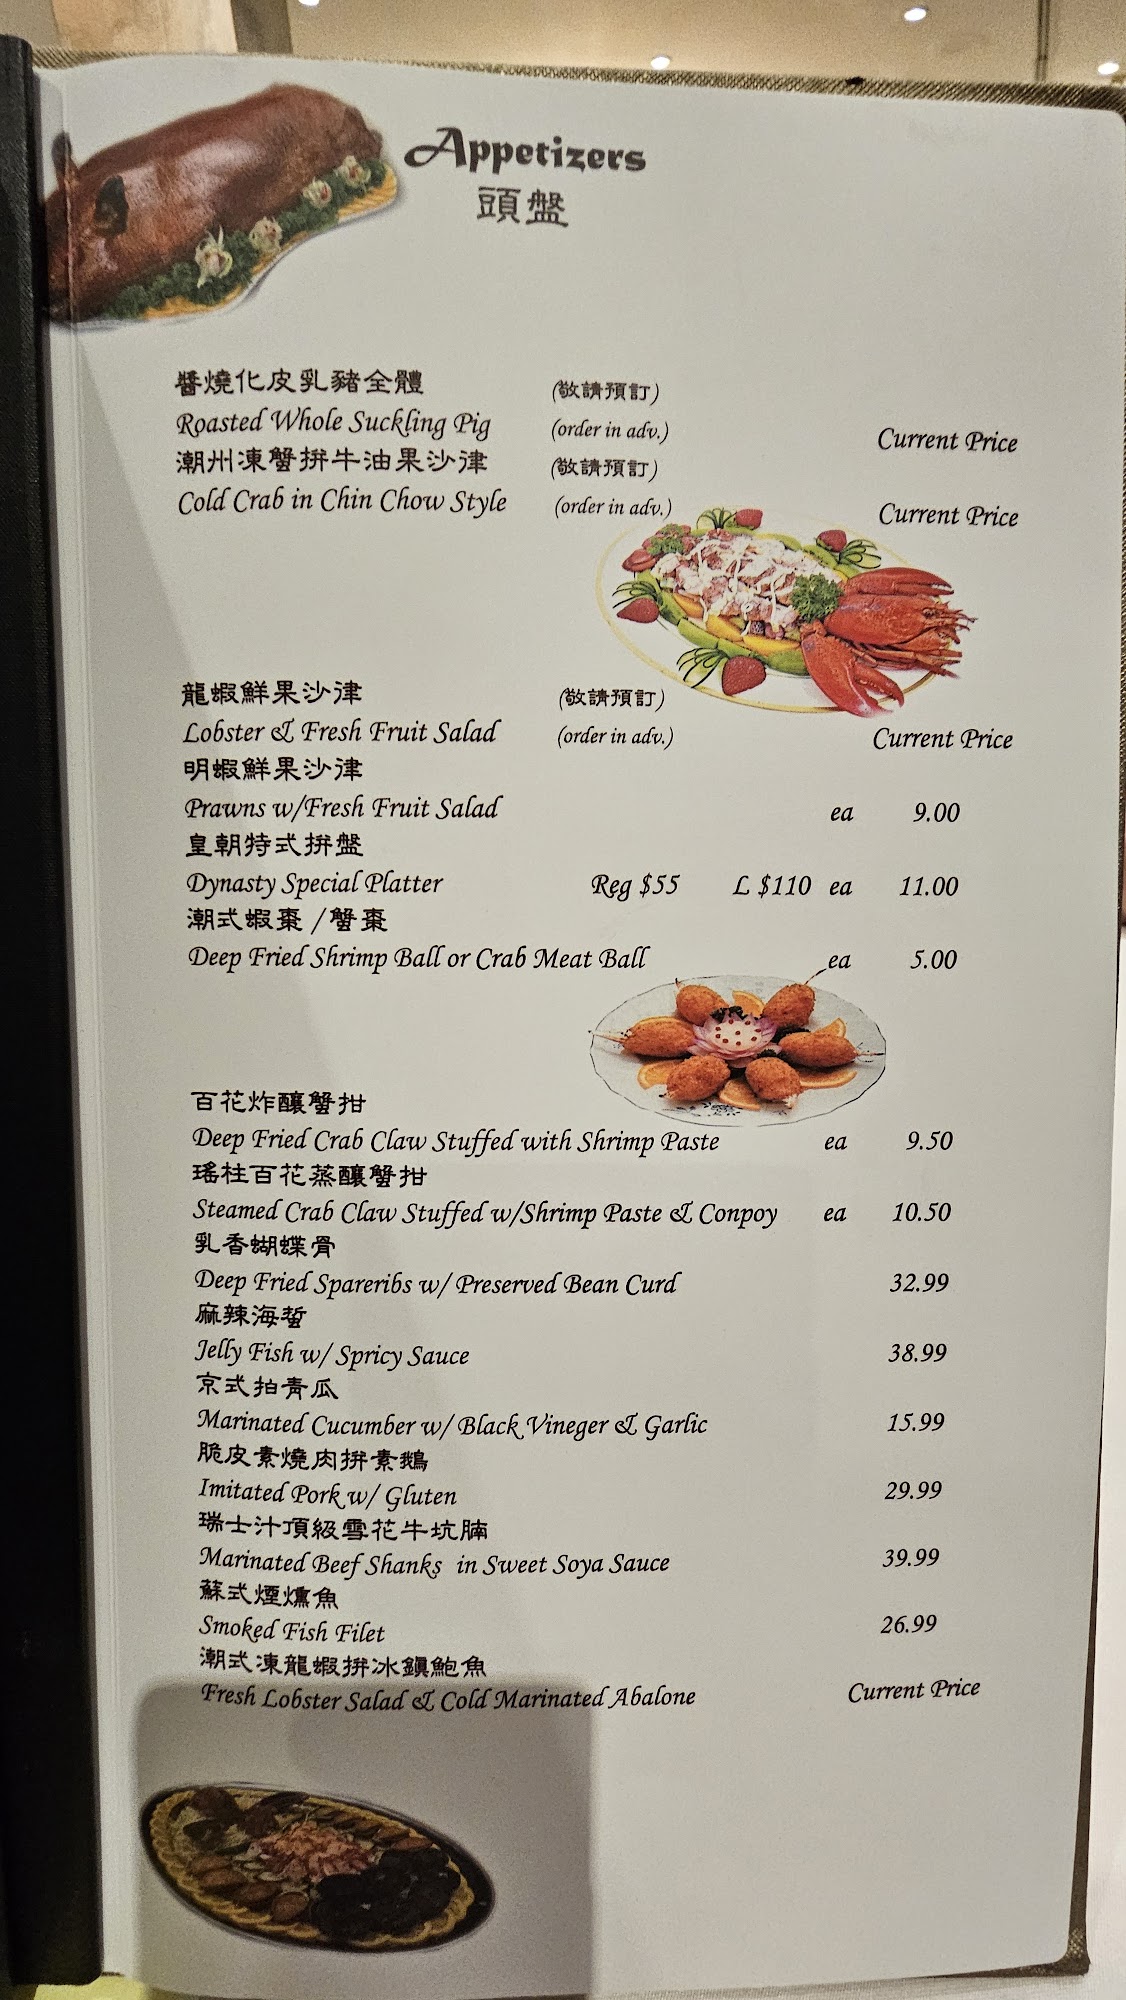 Appetizers
頭盤
醬燒化皮乳豬全體 (敬請預訂)
Roasted Whole Suckling Pig (order in adv.) Current Price
潮州凍蟹拚牛油果沙律 (敬請預訂)
Cold Crab in Chin Chow Style (order in adv.) Current Price
龍蝦鮮果沙律 (敬請預訂)
Lobster & Fresh Fruit Salad (order in adv.) Current Price
明蝦鮮果沙律
Prawns w/Fresh Fruit Salad ea 9.00
皇朝特式拚盤
Dynasty Special Platter Reg $55 L $110 ea 11.00
潮式蝦棗 / 蟹棗
Deep Fried Shrimp Ball or Crab Meat Ball ea 5.00
百花炸釀蟹拑
Deep Fried Crab Claw Stuffed with Shrimp Paste ea 9.50
瑤柱百花蒸釀蟹拑
Steamed Crab Claw Stuffed w/Shrimp Paste & Conpoy ea 10.50
乳香蝴蝶骨
Deep Fried Spareribs w/ Preserved Bean Curd 32.99
麻辣海蜇
Jelly Fish w/ Spricy Sauce 38.99
京式拍青瓜
Marinated Cucumber w/ Black Vineger & Garlic 15.99
脆皮素燒肉拚素鵝
Imitated Pork w/ Gluten 29.99
瑞士汁頂級雪花牛坑腩
Marinated Beef Shanks in Sweet Soya Sauce 39.99
蘇式煙燻魚
Smoked Fish Filet 26.99
潮式凍龍蝦拚冰鎮鮑魚
Fresh Lobster Salad & Cold Marinated Abalone Current Price